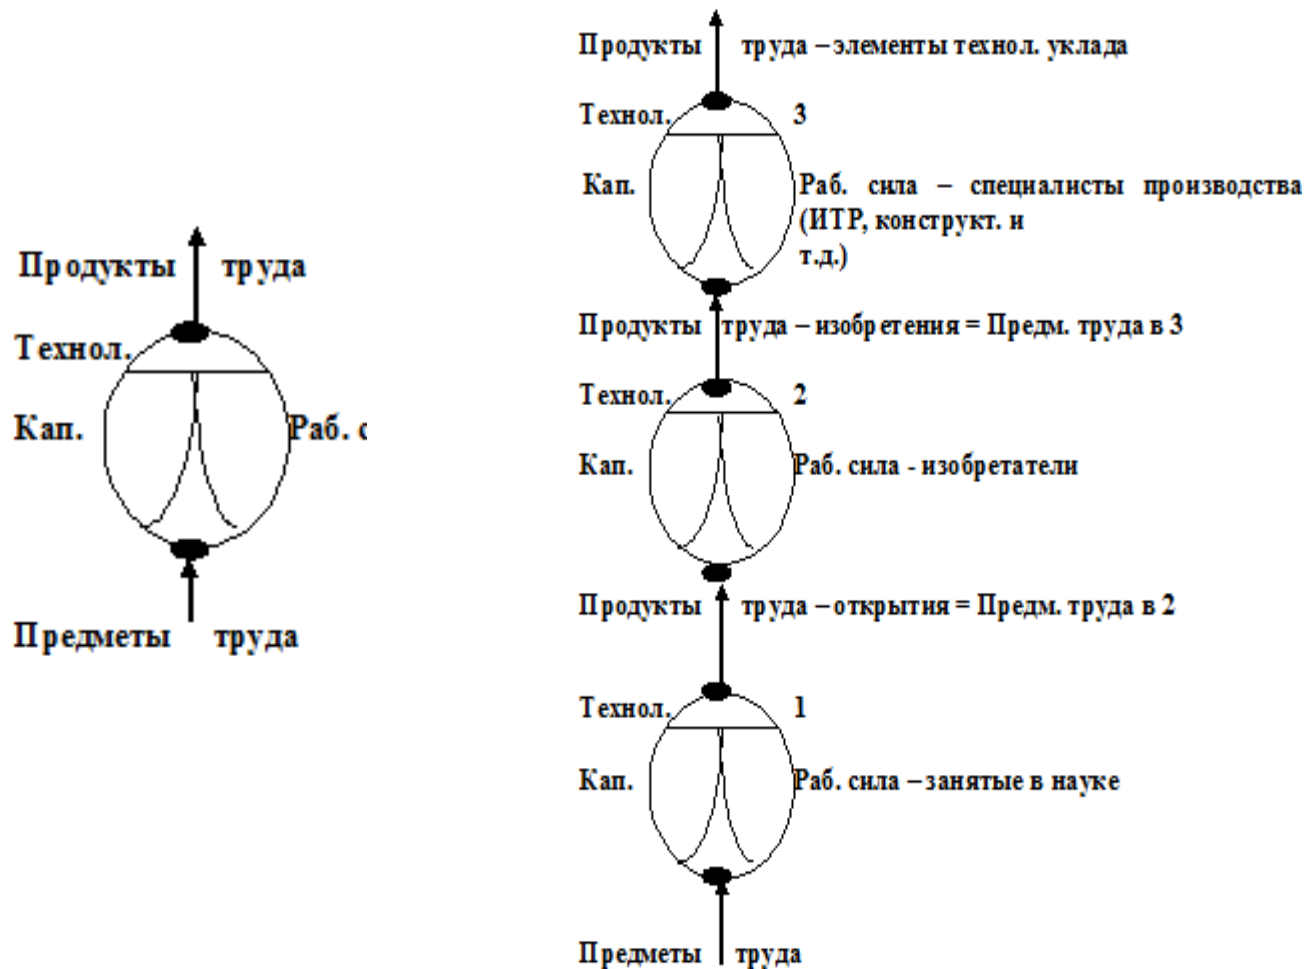 Продукты труда
Технол.
Кап. Раб. с
Предметы труда
Продукты труда – элементы технол. уклада
Технол. 3
Кап. Раб. сила – специалисты производства
(ИТР, конструкт. и
т.д.)
Продукты труда – изобретения = Предм. труда в 3
Технол. 2
Кап. Раб. сила - изобретатели
Продукты труда – открытия = Предм. труда в 2
Технол. 1
Кап. Раб. сила – занятые в науке
Предметы труда